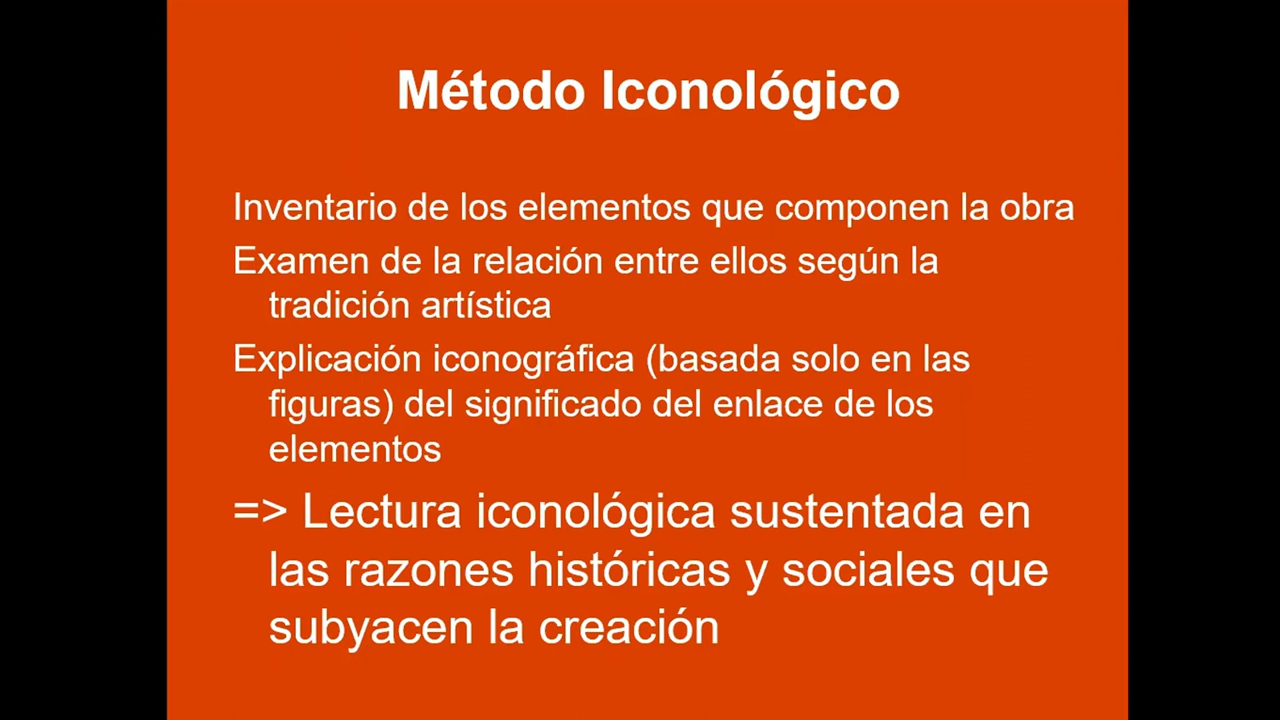 Método Iconológico
Inventario de los elementos que componen la obra
Examen de la relación entre ellos según la
tradición artística
Explicación iconográfica (basada solo en las
figuras) del significado del enlace de los
elementos
=> Lectura iconológica sustentada en
las razones históricas y sociales que
subyacen la creación